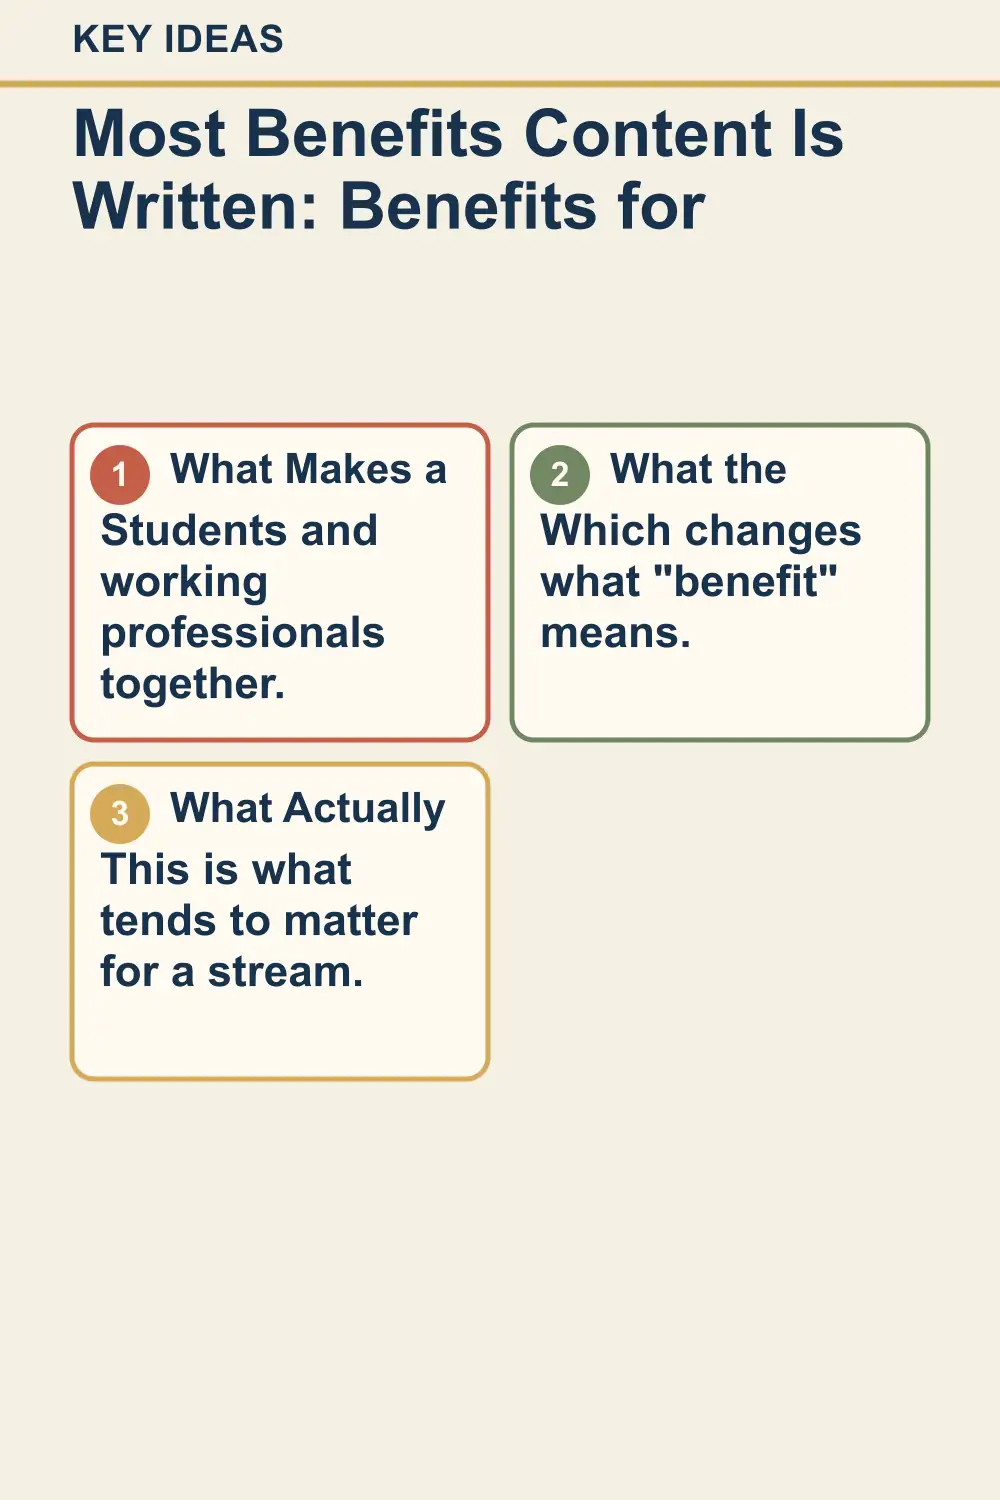 KEY IDEAS
Most Benefits Content Is
Written: Benefits for
1 What Makes a
Students and
working
professionals
together.
2 What the
Which changes
what "benefit"
means.
3 What Actually
This is what
tends to matter
for a stream.